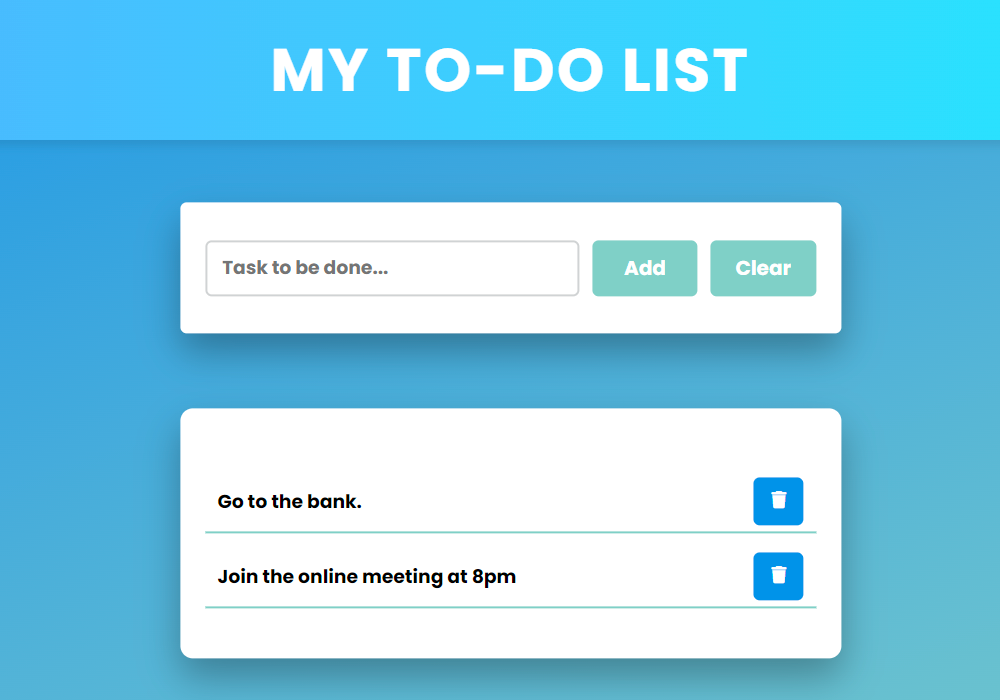 MY TO-DO LIST
Task to be done...
Add
Clear
Go to the bank.
Join the online meeting at 8pm